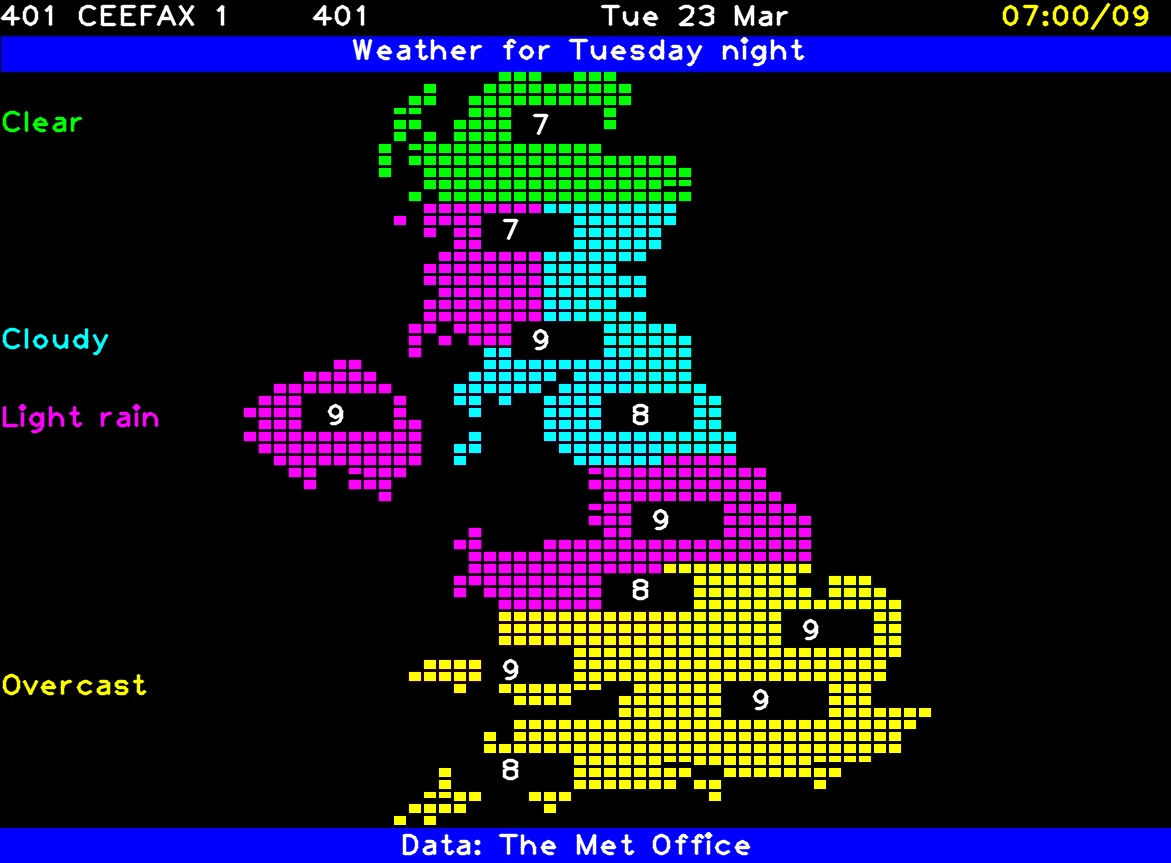 401 CEEFAX 1 401 Tue 23 Mar 07:00/09
Weather for Tuesday night
Clear
7
7
Cloudy
9
Light rain
9 8
9
8
9
9
Overcast
9
8
Data: The Met Office